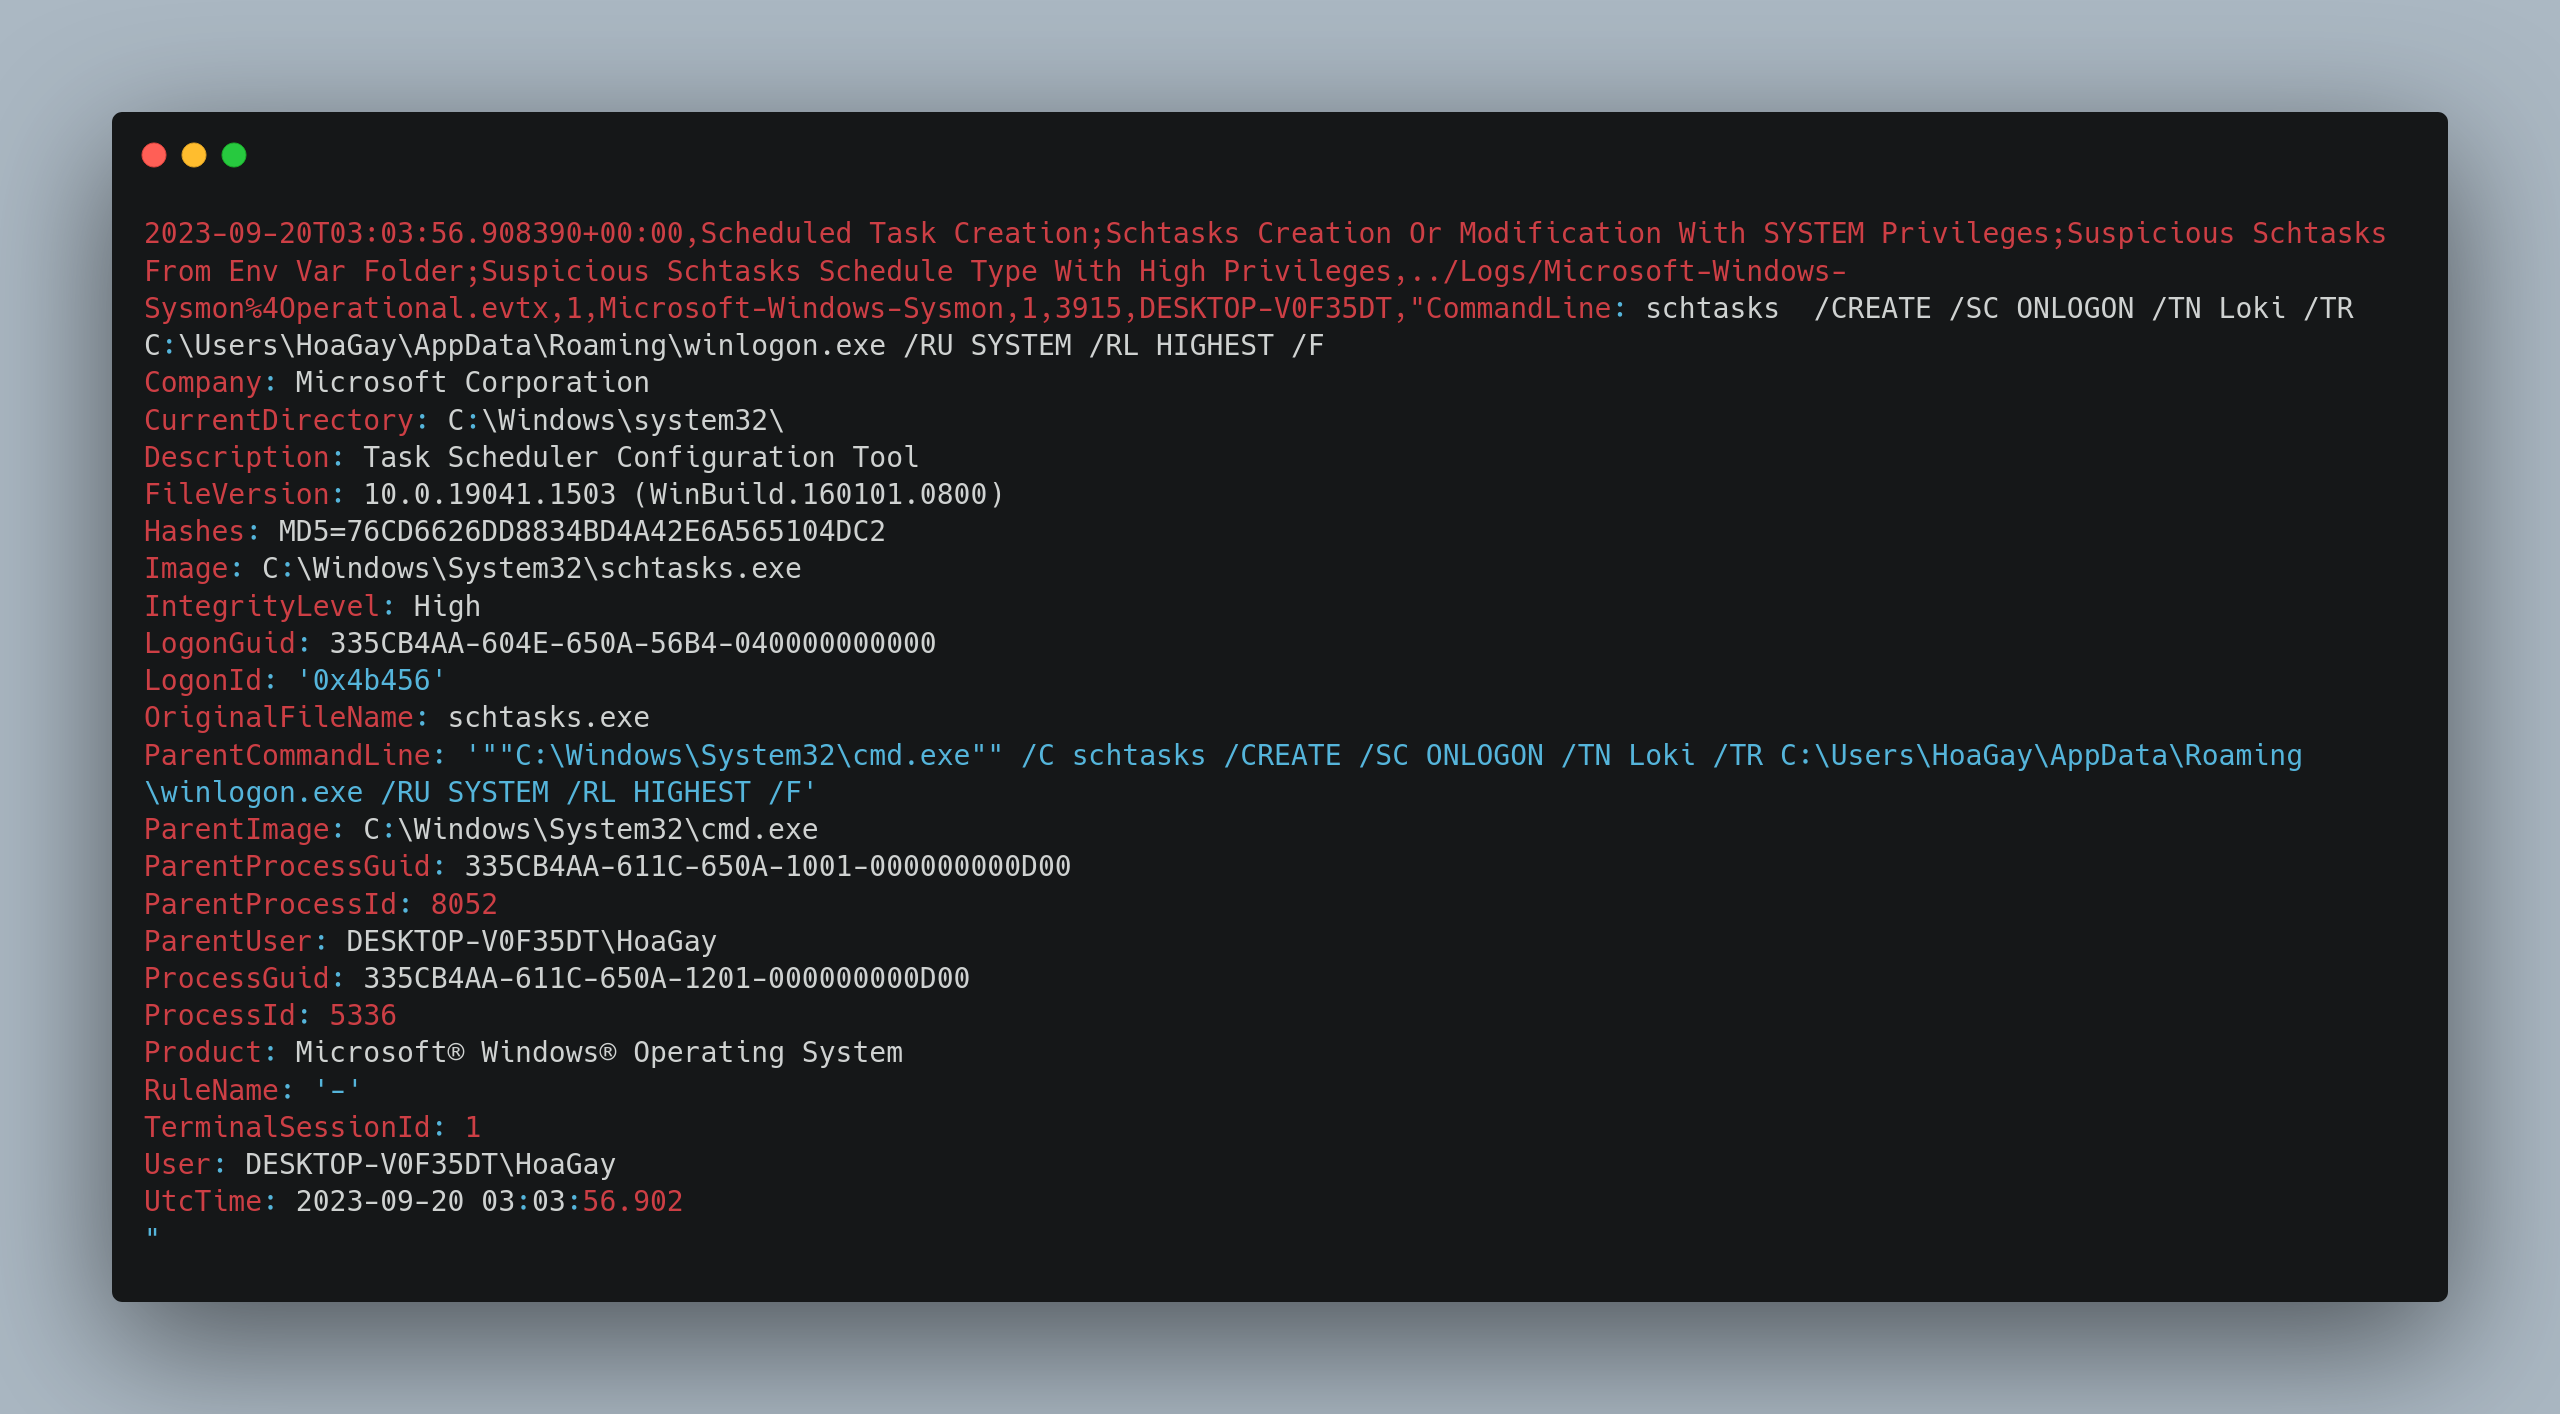 2023-09-20T03:03:56.908390+00:00,Scheduled Task Creation;Schtasks Creation Or Modification With SYSTEM Privileges;Suspicious Schtasks
From Env Var Folder;Suspicious Schtasks Schedule Type With High Privileges,../Logs/Microsoft-Windows-
Sysmon%4Operational.evtx,1,Microsoft-Windows-Sysmon,1,3915,DESKTOP-V0F35DT,"CommandLine: schtasks  /CREATE /SC ONLOGON /TN Loki /TR
C:\Users\HoaGay\AppData\Roaming\winlogon.exe /RU SYSTEM /RL HIGHEST /F
Company: Microsoft Corporation
CurrentDirectory: C:\Windows\system32\
Description: Task Scheduler Configuration Tool
FileVersion: 10.0.19041.1503 (WinBuild.160101.0800)
Hashes: MD5=76CD6626DD8834BD4A42E6A565104DC2
Image: C:\Windows\System32\schtasks.exe
IntegrityLevel: High
LogonGuid: 335CB4AA-604E-650A-56B4-040000000000
LogonId: '0x4b456'
OriginalFileName: schtasks.exe
ParentCommandLine: '""C:\Windows\System32\cmd.exe"" /C schtasks /CREATE /SC ONLOGON /TN Loki /TR C:\Users\HoaGay\AppData\Roaming
\winlogon.exe /RU SYSTEM /RL HIGHEST /F'
ParentImage: C:\Windows\System32\cmd.exe
ParentProcessGuid: 335CB4AA-611C-650A-1001-000000000D00
ParentProcessId: 8052
ParentUser: DESKTOP-V0F35DT\HoaGay
ProcessGuid: 335CB4AA-611C-650A-1201-000000000D00
ProcessId: 5336
Product: Microsoft® Windows® Operating System
RuleName: '-'
TerminalSessionId: 1
User: DESKTOP-V0F35DT\HoaGay
UtcTime: 2023-09-20 03:03:56.902
"